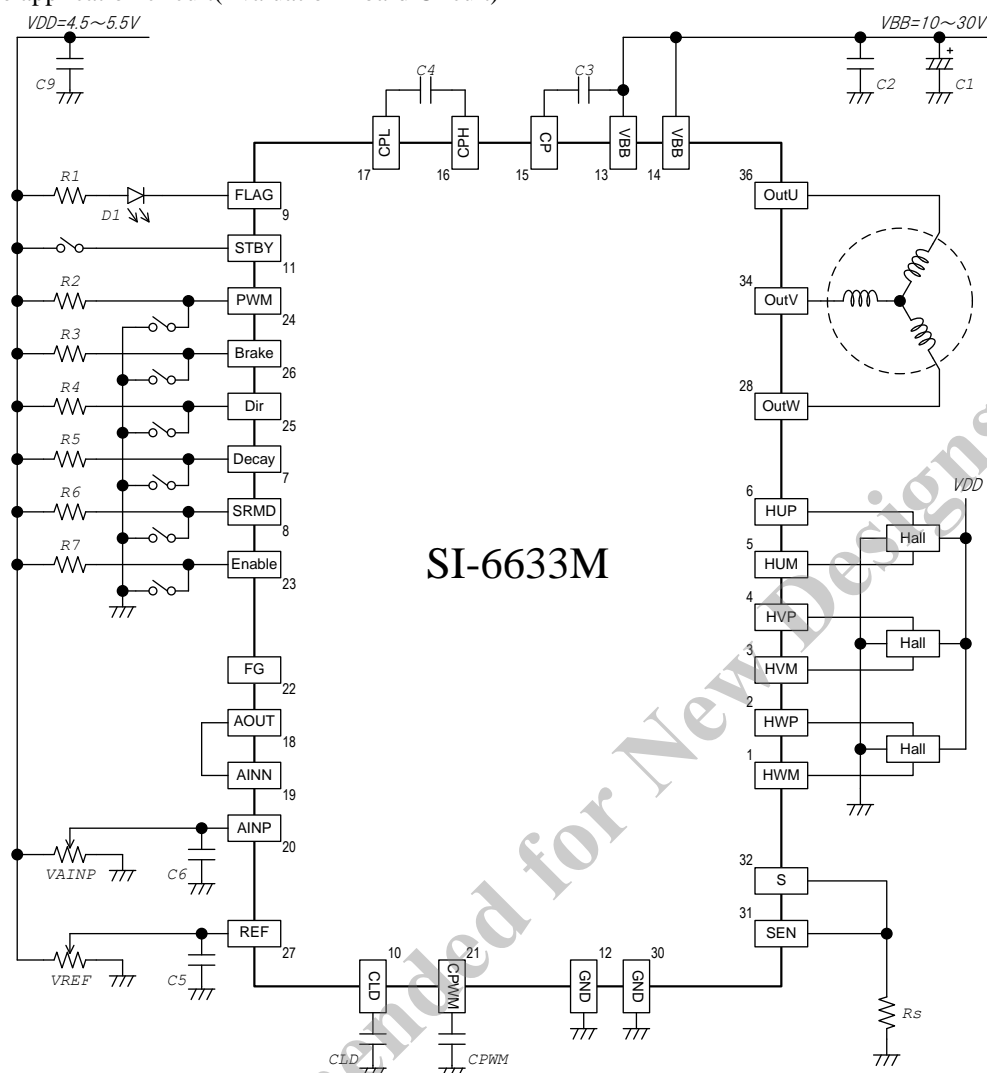 VDD=4.5～5.5V
VBB=10～30V
C9
C4
C3
C2
C1
+
CPL
CPH
CP
VBB
VBB
17
16
15
13
14
R1
D1
FLAG
9
STBY
11
R2
PWM
24
R3
Brake
26
R4
Dir
25
R5
Decay
7
R6
SRMD
8
R7
Enable
23
FG
22
AOUT
18
AINN
19
AINP
20
VAINP
C6
REF
27
VREF
C5
SI-6633M
36
OutU
34
OutV
28
OutW
VDD
6
HUP
5
HUM
Hall
4
HVP
3
HVM
Hall
2
HWP
1
HWM
Hall
32
S
31
SEN
Rs
10
CLD
21
CPWM
12
GND
30
GND
CLD
CPWM
ended for New Designs